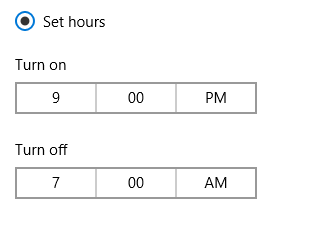 Set hours
Turn on
9 00 PM
Turn off
7 00 AM